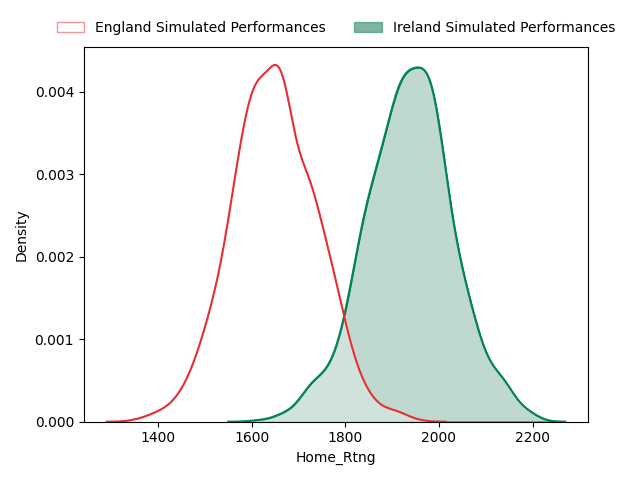 England Simulated Performances Ireland Simulated Performances
0.004
0.003
0.002
0.001
0.000
Density
1400 1600 1800 2000 2200
Home_Rtng